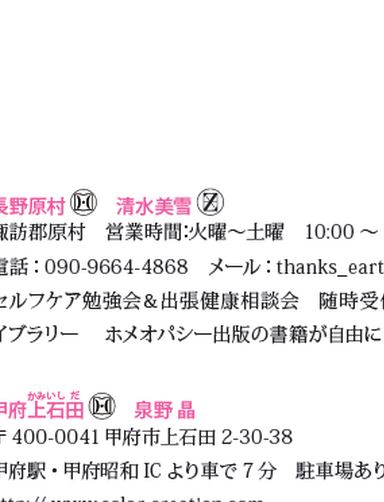 長野原村 清水美雪
諏訪郡原村 営業時間:火曜〜土曜 10:00 〜
電話：090-9664-4868 メール：thanks_eart
セルフケア勉強会＆出張健康相談会 随時受
イブラリー ホメオパシー出版の書籍が自由に
かみいしだ
甲府上石田 泉野 晶
〒400-0041 甲府市上石田 2-30-38
甲府駅・甲府昭和 IC より車で 7 分 駐車場あり